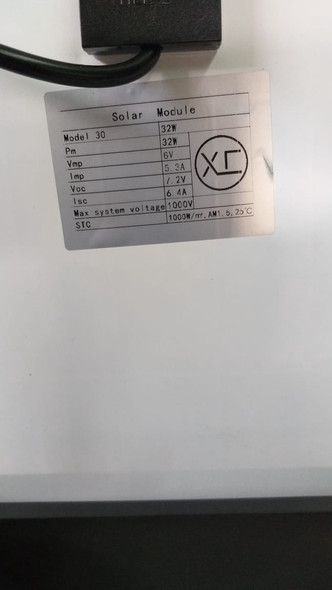 Solar Module
Model 30 32W
Pm 32W
Vmp 6V
Imp 5.3A
Voc 7.2V
Isc 6.4A
Max system voltage 1000V
STC 1000W/㎡,AM1.5,25℃
XC